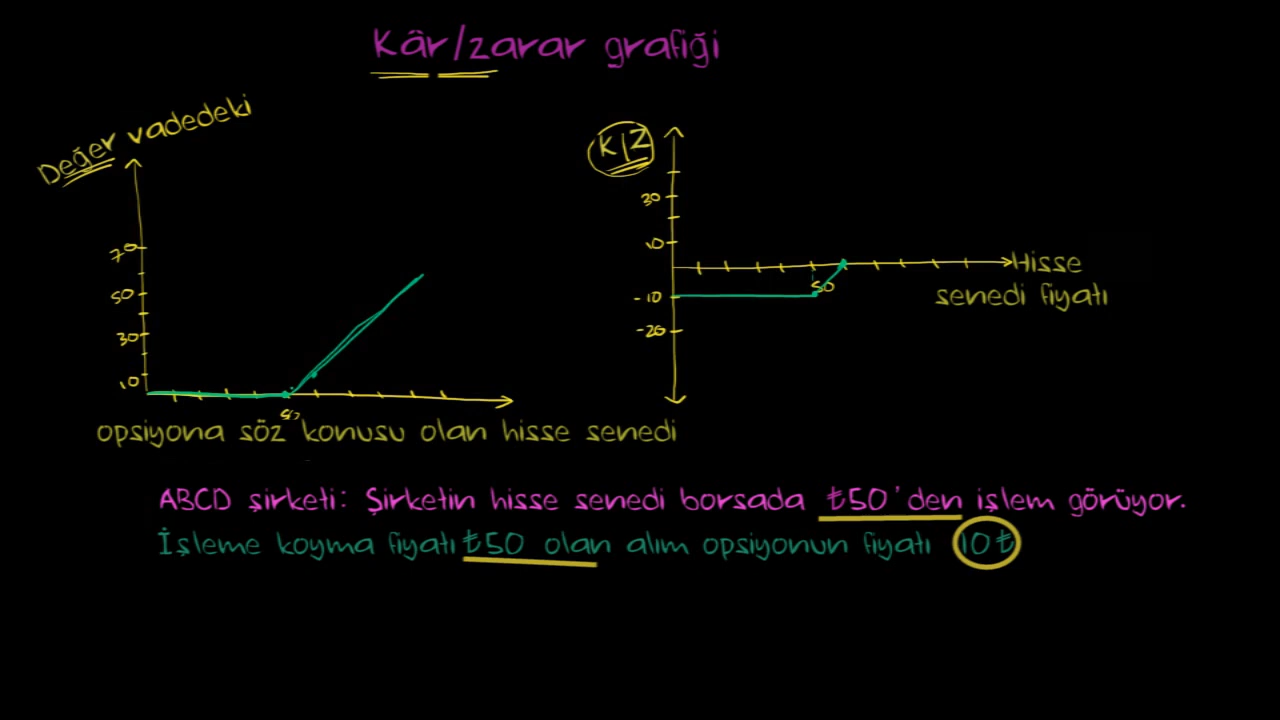 Kâr/zarar grafiği
Değer vadedeki
70
50
30
10
50
opsiyona söz konusu olan hisse senedi
K/Z
30
10
-10
-20
50
Hisse
senedi fiyatı
ABCD şirketi: Şirketin hisse senedi borsada ₺50'den işlem görüyor.
İşleme koyma fiyatı ₺50 olan alım opsiyonun fiyatı 10₺